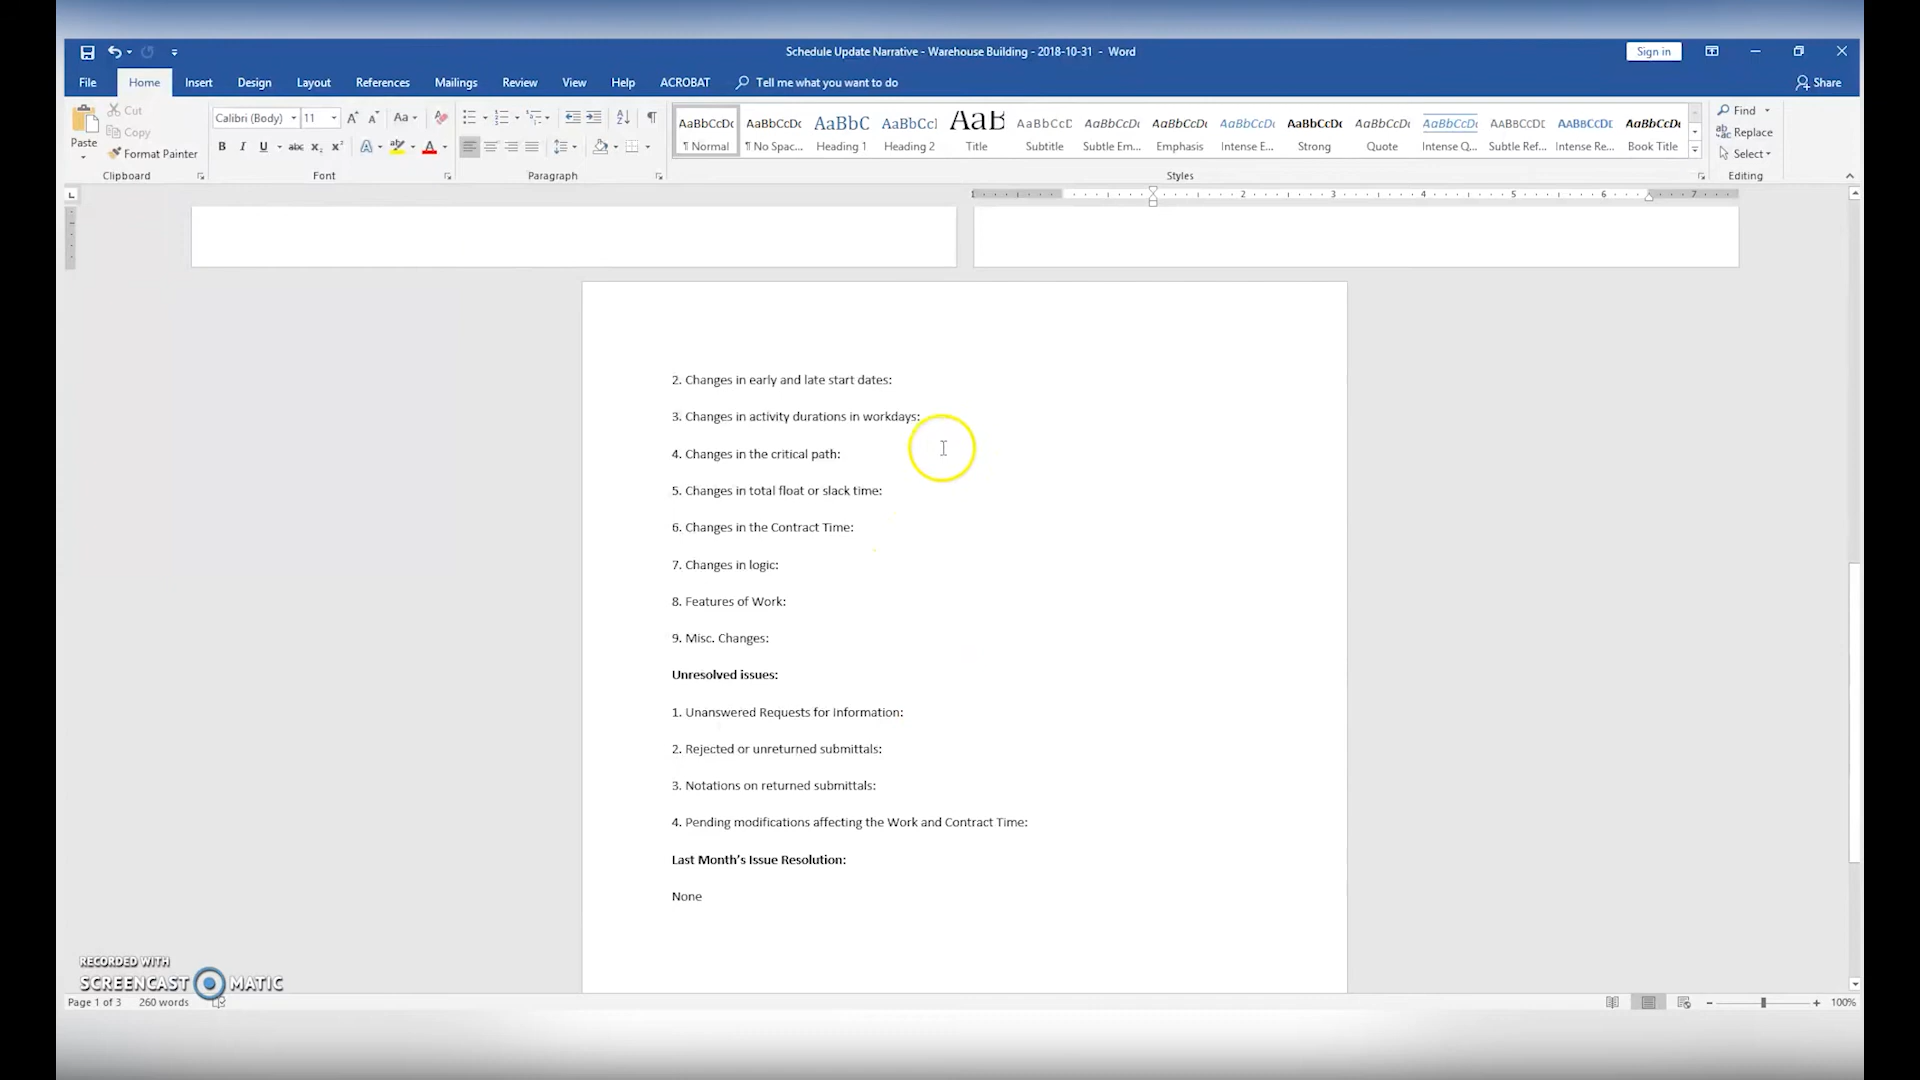 Schedule Update Narrative - Warehouse Building - 2018-10-31 - Word
Sign in
File Home Insert Design Layout References Mailings Review View Help ACROBAT Tell me what you want to do
Share
Paste
Cut
Copy
Format Painter
Clipboard
Calibri (Body) 11
Font
Paragraph
AaBbCcDc AaBbCcDc AaBbC AaBbCcI AaB AaBbCcC AaBbCcDc AaBbCcDc AaBbCcDc AaBbCcDc AaBbCcDc AaBbCcDc AABBCCDE AABBCCDE AaBbCcDc
¶ Normal ¶ No Spac... Heading 1 Heading 2 Title Subtitle Subtle Em... Emphasis Intense E... Strong Quote Intense Q... Subtle Ref... Intense Re... Book Title
Styles
Find
Replace
Select
Editing
1 2 3 4 5 6 7
2. Changes in early and late start dates:
3. Changes in activity durations in workdays:
4. Changes in the critical path:
5. Changes in total float or slack time:
6. Changes in the Contract Time:
7. Changes in logic:
8. Features of Work:
9. Misc. Changes:
Unresolved issues:
1. Unanswered Requests for Information:
2. Rejected or unreturned submittals:
3. Notations on returned submittals:
4. Pending modifications affecting the Work and Contract Time:
Last Month's Issue Resolution:
None
RECORDED WITH
SCREENCAST MATIC
Page 1 of 3 260 words
100%